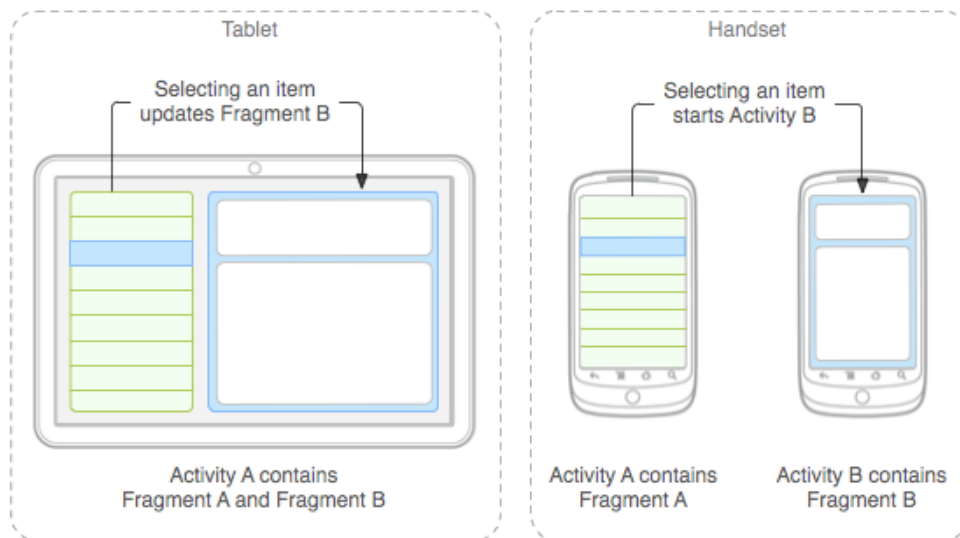 Tablet
Selecting an item
updates Fragment B
Activity A contains
Fragment A and Fragment B
Handset
Selecting an item
starts Activity B
Activity A contains
Fragment A
Activity B contains
Fragment B